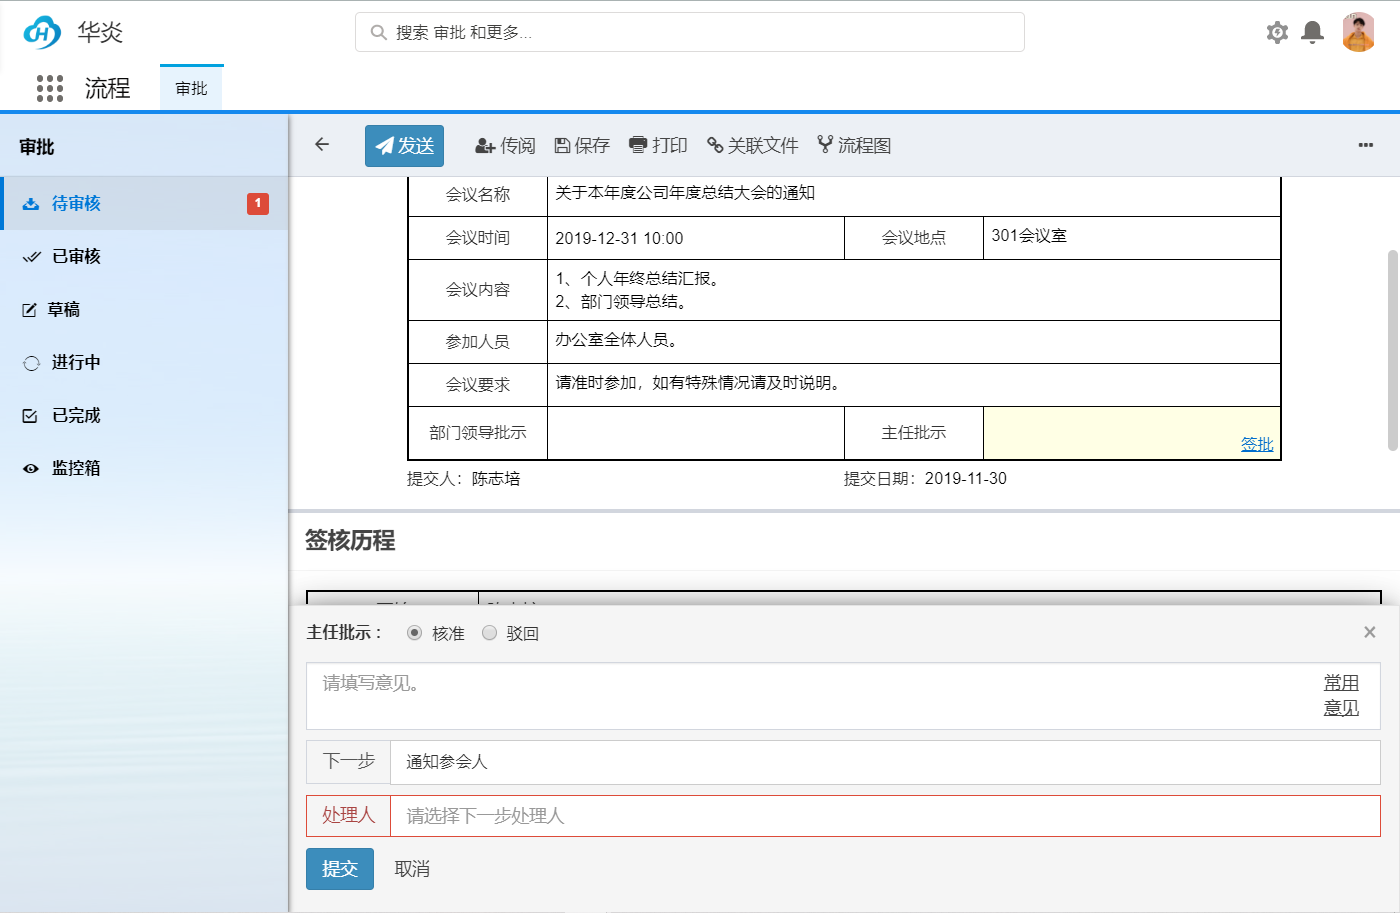 华炎
搜索 审批 和更多...
流程
审批
审批
待审核 1
已审核
草稿
进行中
已完成
监控箱
发送 传阅 保存 打印 关联文件 流程图
会议名称 关于本年度公司年度总结大会的通知
会议时间 2019-12-31 10:00 会议地点 301会议室
会议内容
1、个人年终总结汇报。
2、部门领导总结。
参加人员 办公室全体人员。
会议要求 请准时参加，如有特殊情况请及时说明。
部门领导批示 主任批示 签批
提交人：陈志培 提交日期：2019-11-30
签核历程
主任批示： 核准 驳回
请填写意见。
常用
意见
下一步 通知参会人
处理人 请选择下一步处理人
提交 取消